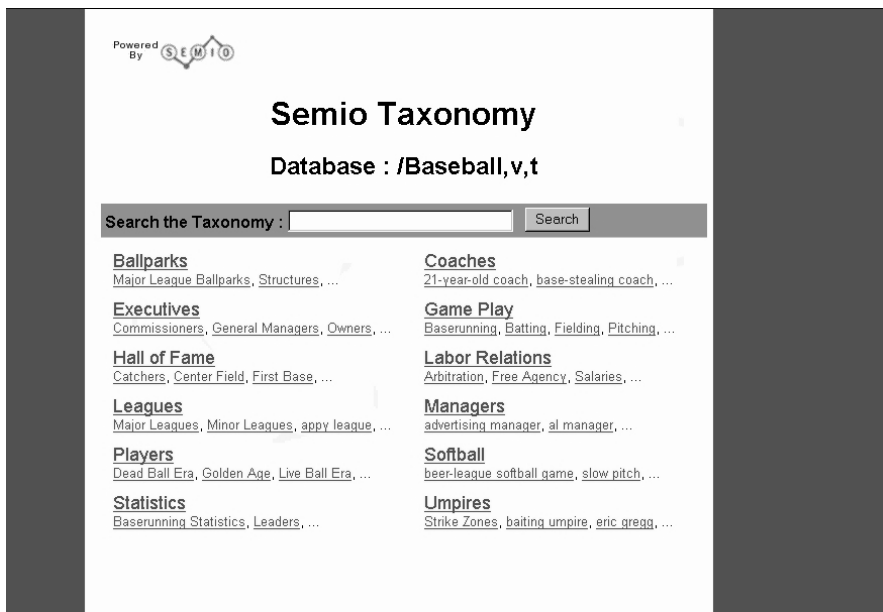 Powered
By SEMIO
Semio Taxonomy
Database : /Baseball,v,t
Search the Taxonomy : Search
Ballparks
Major League Ballparks, Structures, ...
Executives
Commissioners, General Managers, Owners, ...
Hall of Fame
Catchers, Center Field, First Base, ...
Leagues
Major Leagues, Minor Leagues, appy league, ...
Players
Dead Ball Era, Golden Age, Live Ball Era, ...
Statistics
Baserunning Statistics, Leaders, ...
Coaches
21-year-old coach, base-stealing coach, ...
Game Play
Baserunning, Batting, Fielding, Pitching, ...
Labor Relations
Arbitration, Free Agency, Salaries, ...
Managers
advertising manager, al manager, ...
Softball
beer-league softball game, slow pitch, ...
Umpires
Strike Zones, baiting umpire, eric gregg, ...